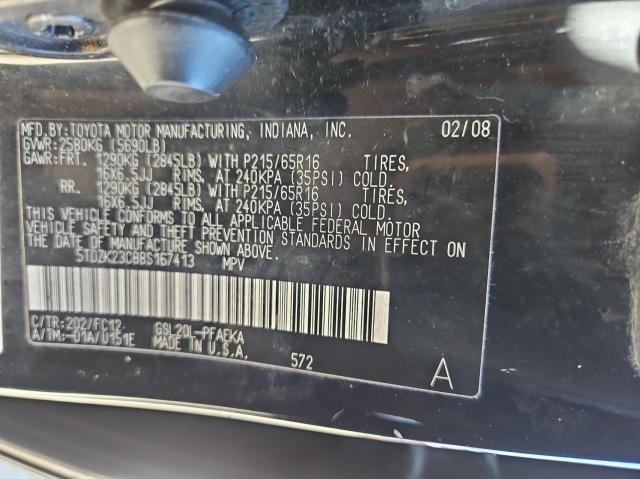 MFD.BY:TOYOTA MOTOR MANUFACTURING, INDIANA, INC. 02/08
GVWR:2580KG (5690LB)
GAWR:FRT. 1290KG (2845LB) WITH P215/65R16 TIRES,
16X6.5JJ RIMS. AT 240KPA (35PSI) COLD.
RR. 1290KG (2845LB) WITH P215/65R16 TIRES,
16X6.5JJ RIMS. AT 240KPA (35PSI) COLD.
THIS VEHICLE CONFORMS TO ALL APPLICABLE FEDERAL MOTOR
VEHICLE SAFETY AND THEFT PREVENTION STANDARDS IN EFFECT ON
THE DATE OF MANUFACTURE SHOWN ABOVE.
5TDZK23C88S167413 MPV
C/TR:202/FC12 GSL20L-PFAEKA
A/TM:-01A/U151E MADE IN U.S.A.
572 A